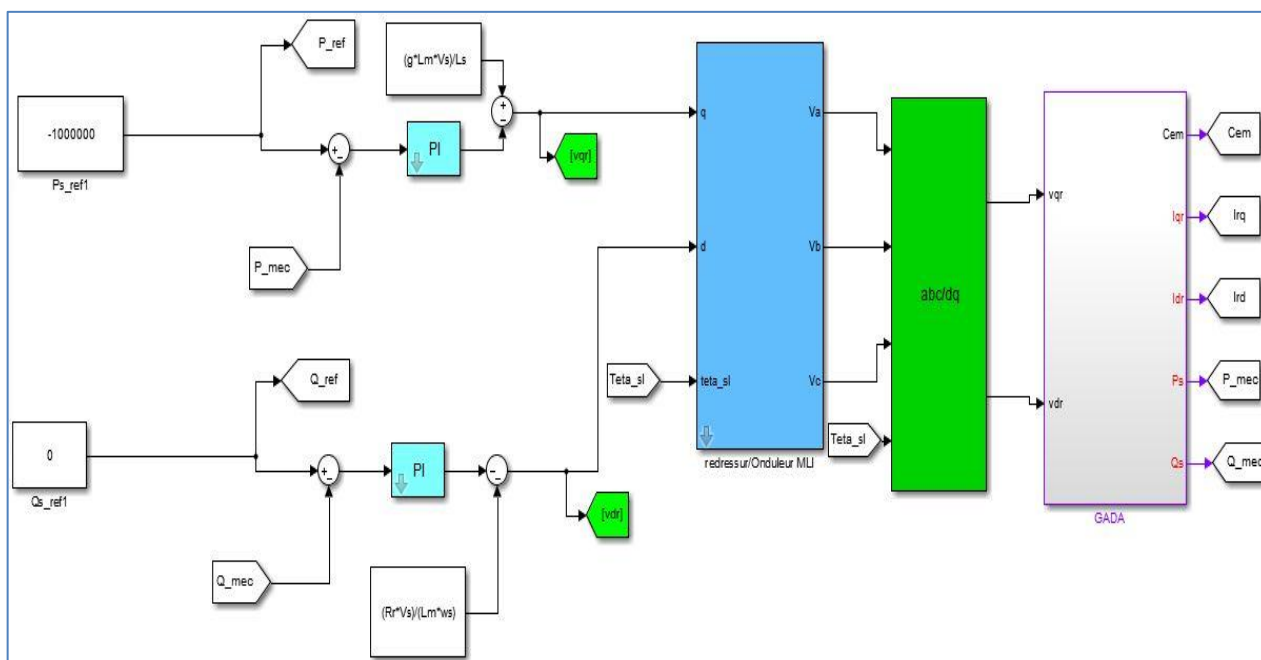 P_ref
(g*Lm*Vs)/Ls
-1000000
Ps_ref1
+
-
PI
+
-
[vqr]
P_mec
q
d
teta_sl
Va
Vb
Vc
redressur/Onduleur MLI
Teta_sl
abc/dq
Teta_sl
vqr
vdr
Cem
Iqr
Idr
Ps
Qs
GADA
Cem
Irq
Ird
P_mec
Q_mec
Q_ref
0
Qs_ref1
+
-
PI
-
-
[vdr]
Q_mec
(Rr*Vs)/(Lm*ws)